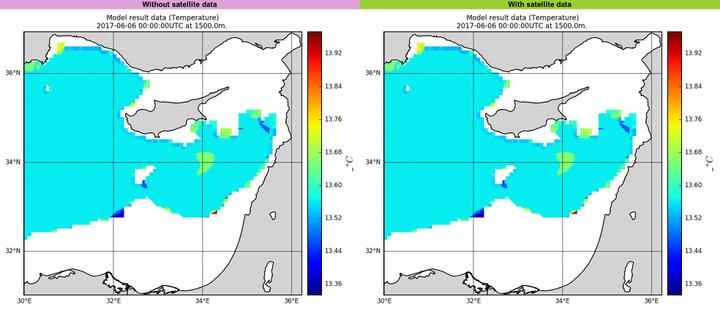 Without satellite data
Model result data (Temperature)
2017-06-06 00:00:00UTC at 1500.0m.
36°N
34°N
32°N
30°E
32°E
34°E
36°E
13.92
13.84
13.76
13.68
13.60
13.52
13.44
13.36
-°C
With satellite data
Model result data (Temperature)
2017-06-06 00:00:00UTC at 1500.0m.
36°N
34°N
32°N
30°E
32°E
34°E
36°E
13.92
13.84
13.76
13.68
13.60
13.52
13.44
13.36
-°C